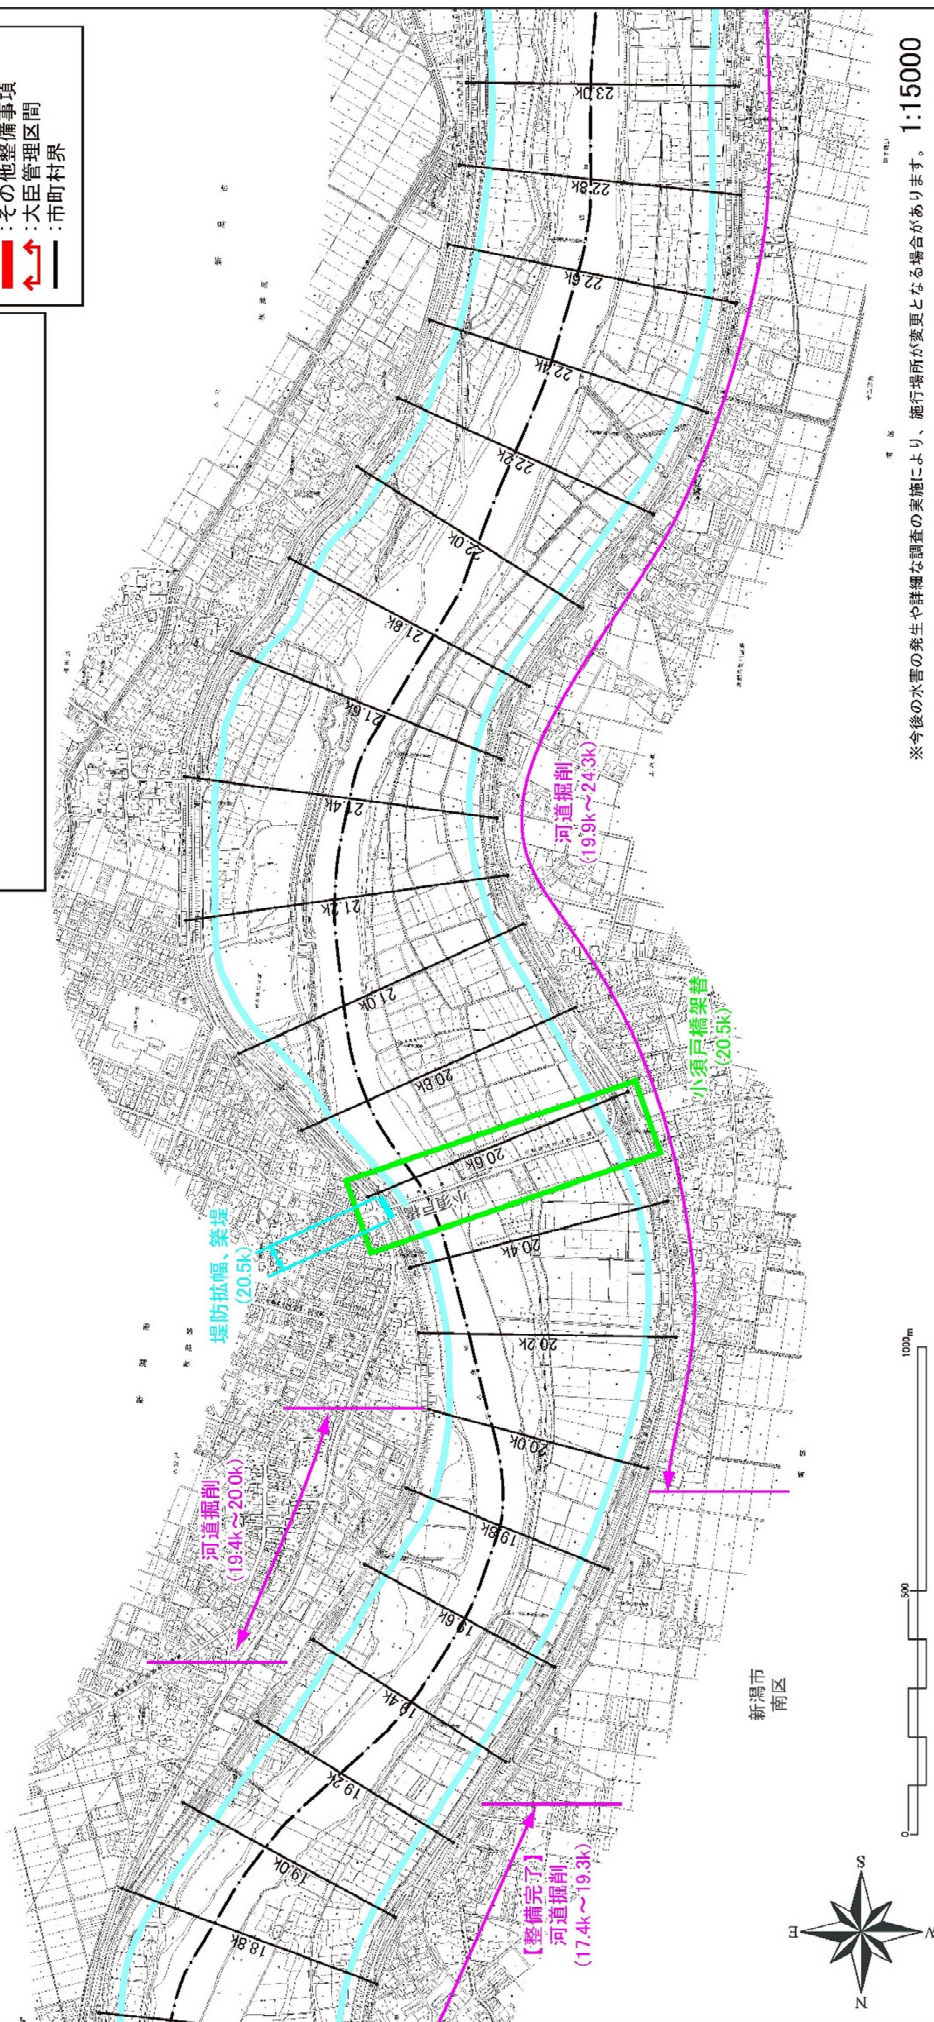 ：その他整備事項
：大臣管理区間
：市町村界
23.0k
22.8k
22.6k
22.4k
22.2k
22.0k
21.8k
21.6k
21.4k
21.2k
21.0k
20.8k
20.6k
20.4k
20.2k
20.0k
19.8k
19.6k
19.4k
19.2k
19.0k
18.8k
小須戸橋
堤防拡幅、築堤
(20.5k)
河道掘削
(19.4k～20.0k)
河道掘削
(19.9k～24.3k)
小須戸橋架替
(20.5k)
【整備完了】
河道掘削
(17.4k～19.3k)
新潟市
南区
※今後の水害の発生や詳細な調査の実施により、施行場所が変更となる場合があります。
1:15000
0
500
1000m
N
E
S
W